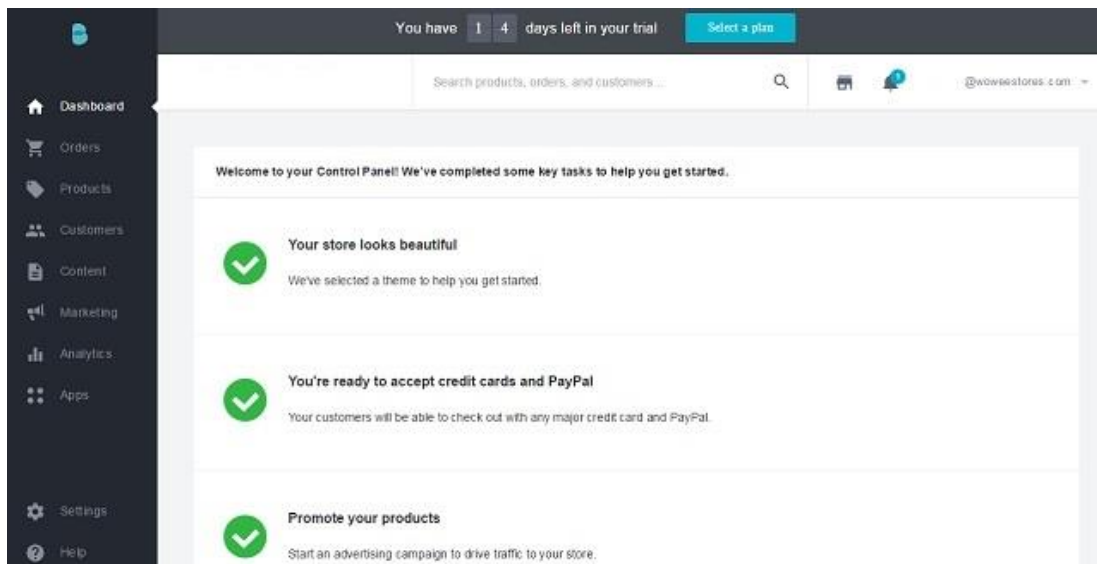 You have 1 4 days left in your trial Select a plan
Search products, orders, and customers...
@woweestores.com
Dashboard
Orders
Products
Customers
Content
Marketing
Analytics
Apps
Settings
Help
Welcome to your Control Panel! We've completed some key tasks to help you get started.
Your store looks beautiful
We've selected a theme to help you get started.
You're ready to accept credit cards and PayPal
Your customers will be able to check out with any major credit card and PayPal.
Promote your products
Start an advertising campaign to drive traffic to your store.